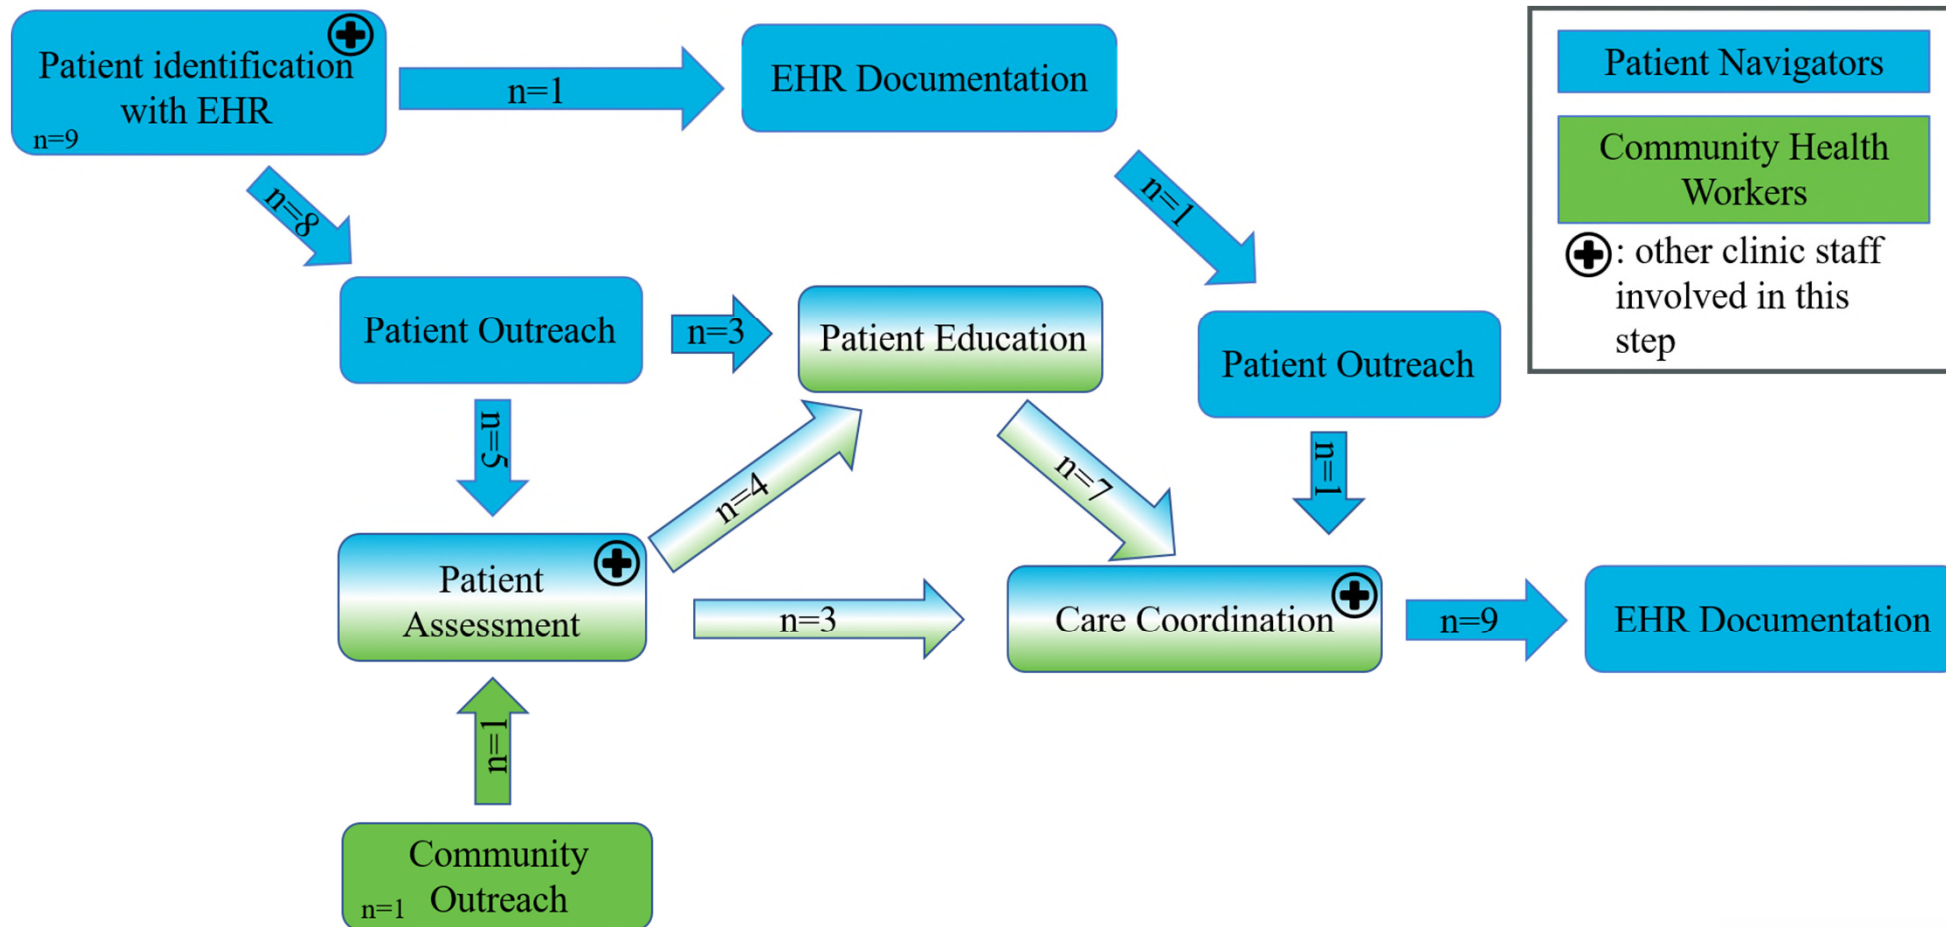 Patient identification
with EHR
n=9
n=1
EHR Documentation
n=8
n=1
Patient Outreach
n=3
Patient Education
Patient Outreach
n=5
n=4
n=7
n=1
Patient
Assessment
n=3
Care Coordination
n=9
EHR Documentation
n=1
Community
Outreach
n=1
Patient Navigators
Community Health
Workers
: other clinic staff
involved in this
step